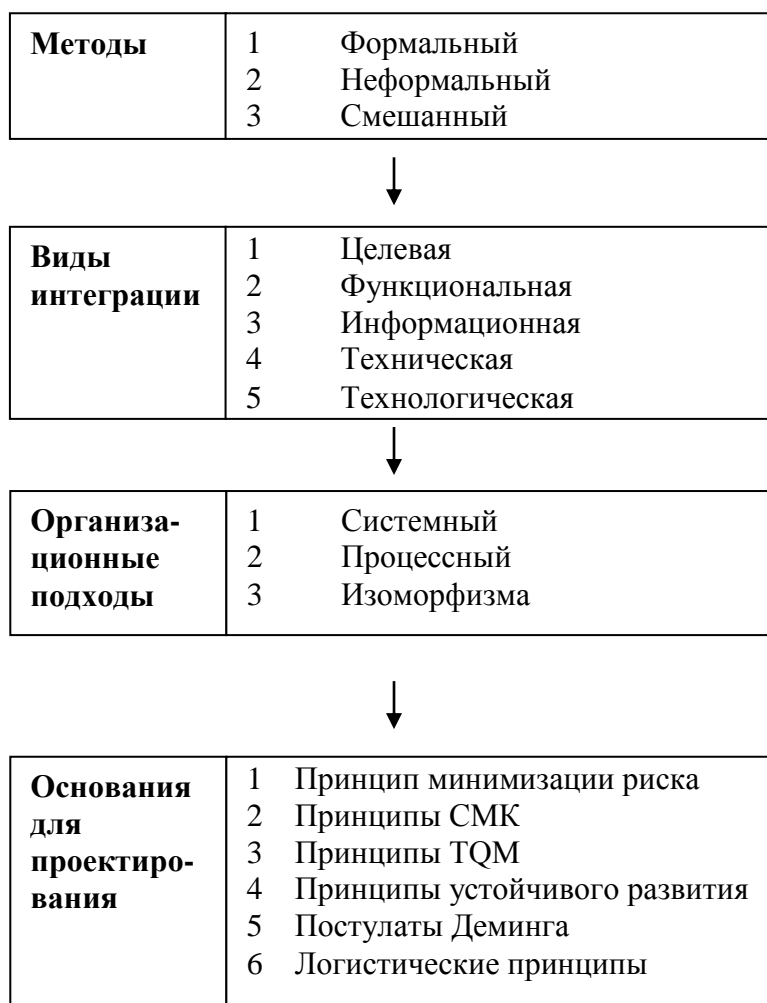 Методы
1 Формальный
2 Неформальный
3 Смешанный
Виды
интеграции
1 Целевая
2 Функциональная
3 Информационная
4 Техническая
5 Технологическая
Организа-
ционные
подходы
1 Системный
2 Процессный
3 Изоморфизма
Основания
для
проектиро-
вания
1 Принцип минимизации риска
2 Принципы СМК
3 Принципы TQM
4 Принципы устойчивого развития
5 Постулаты Деминга
6 Логистические принципы